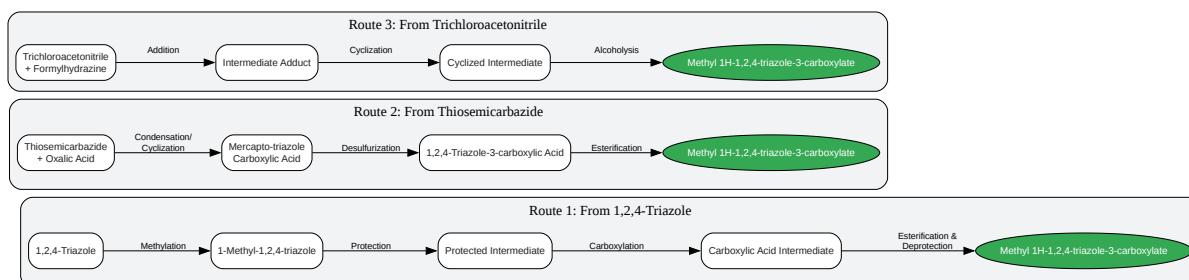 Route 3: From Trichloroacetonitrile
Trichloroacetonitrile
+ Formylhydrazine
Addition
Intermediate Adduct
Cyclization
Cyclized Intermediate
Alcoholysis
Methyl 1H-1,2,4-triazole-3-carboxylate
Route 2: From Thiosemicarbazide
Thiosemicarbazide
+ Oxalic Acid
Condensation/
Cyclization
Mercapto-triazole
Carboxylic Acid
Desulfurization
1,2,4-Triazole-3-carboxylic Acid
Esterification
Methyl 1H-1,2,4-triazole-3-carboxylate
Route 1: From 1,2,4-Triazole
1,2,4-Triazole
Methylation
1-Methyl-1,2,4-triazole
Protection
Protected Intermediate
Carboxylation
Carboxylic Acid Intermediate
Esterification &
Deprotection
Methyl 1H-1,2,4-triazole-3-carboxylate